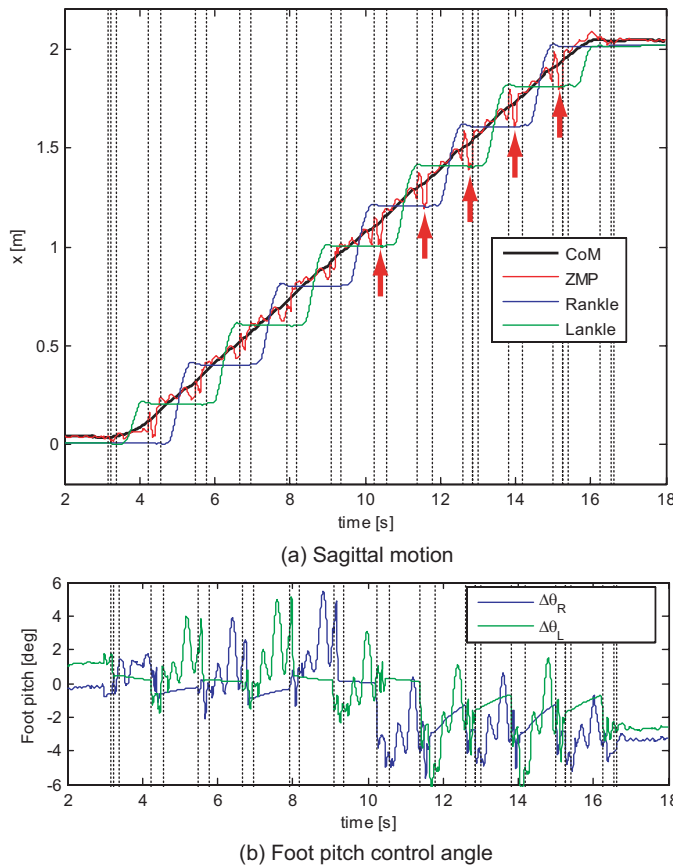 2
1.5
1
0.5
0
x [m]
CoM
ZMP
Rankle
Lankle
2 4 6 8 10 12 14 16 18
time [s]
(a) Sagittal motion
6
4
2
0
-2
-4
-6
Foot pitch [deg]
Δθ_R
Δθ_L
2 4 6 8 10 12 14 16 18
time [s]
(b) Foot pitch control angle